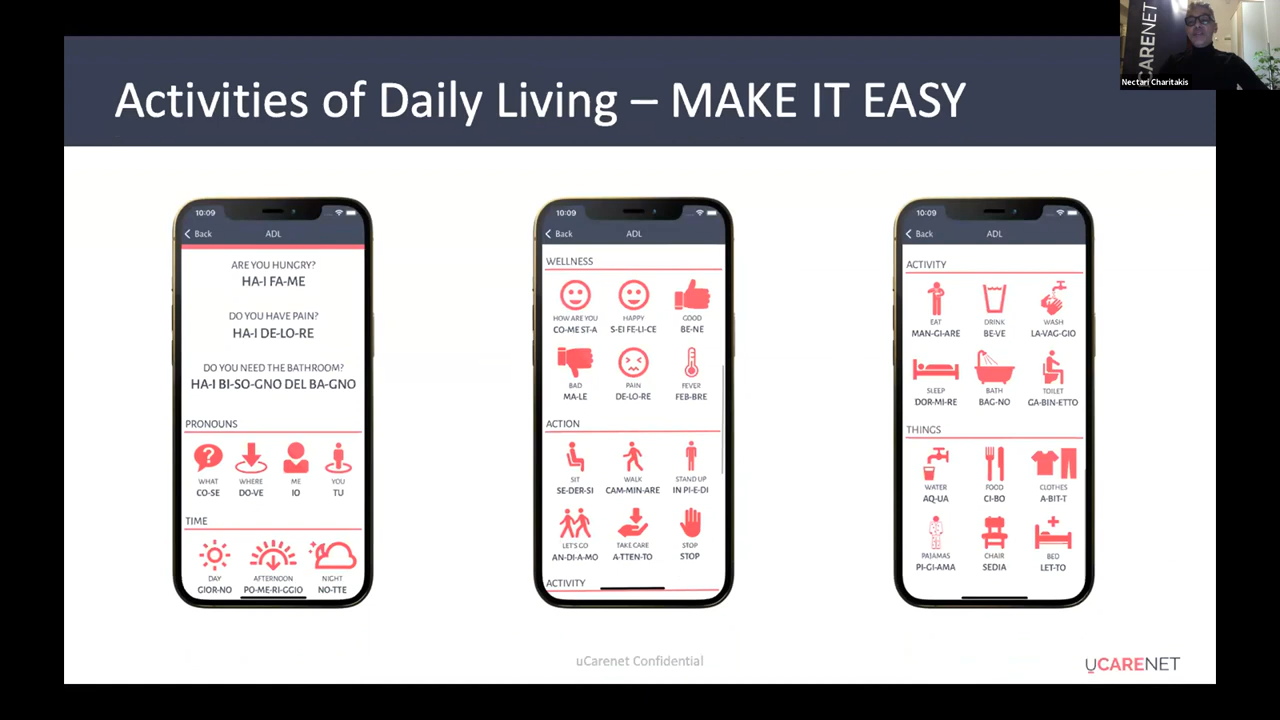 Activities of Daily Living – MAKE IT EASY
CARENET
Nectari Charitakis
10:09
Back
ADL
ARE YOU HUNGRY?
HA-I FA-ME
DO YOU HAVE PAIN?
HA-I DE-LO-RE
DO YOU NEED THE BATHROOM?
HA-I BI-SO-GNO DEL BA-GNO
PRONOUNS
WHAT WHERE ME YOU
CO-SE DO-VE IO TU
TIME
DAY AFTERNOON NIGHT
GIOR-NO PO-ME-RI-GGIO NO-TTE
10:09
Back
ADL
WELLNESS
HOW ARE YOU HAPPY GOOD
CO-ME ST-A S-EI FE-LI-CE BE-NE
BAD PAIN FEVER
MA-LE DE-LO-RE FEB-BRE
ACTION
SIT WALK STAND UP
SE-DER-SI CAM-MIN-ARE IN PI-E-DI
LET'S GO TAKE CARE STOP
AN-DI-A-MO A-TTEN-TO STOP
ACTIVITY
10:09
Back
ADL
ACTIVITY
EAT DRINK WASH
MAN-GI-ARE BE-VE LA-VAG-GIO
SLEEP BATH TOILET
DOR-MI-RE BAG-NO GA-BIN-ETTO
THINGS
WATER FOOD CLOTHES
AQ-UA CI-BO A-BIT-T
PAJAMAS CHAIR BED
PI-GI-AMA SEDIA LET-TO
uCarenet Confidential
uCARENET